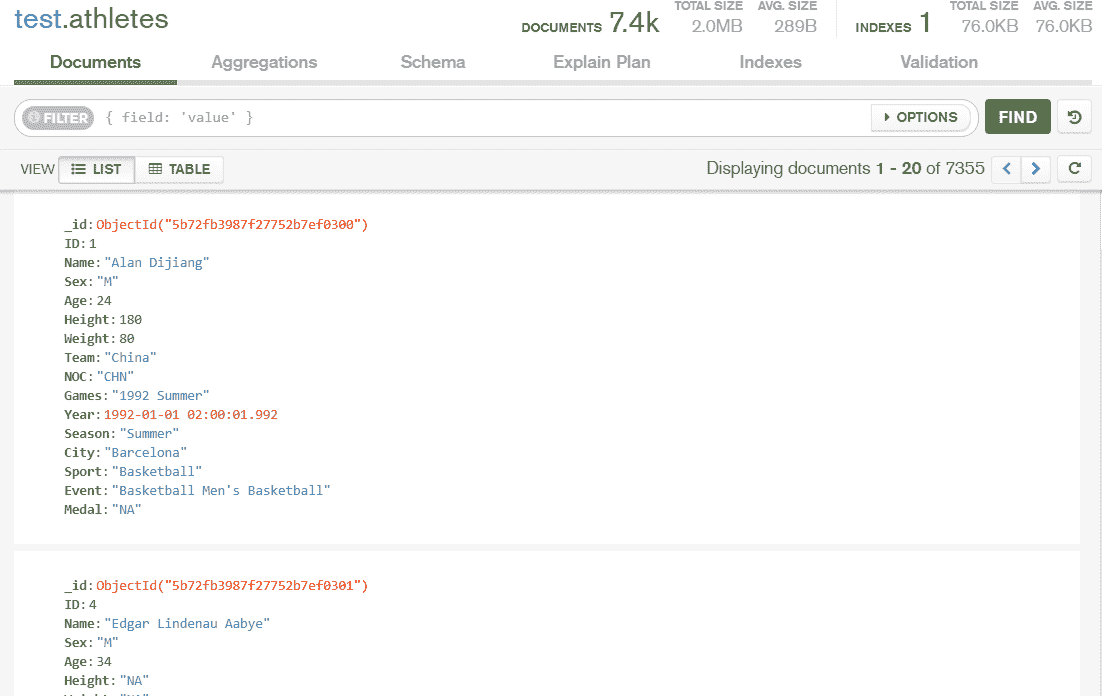 test.athletes
DOCUMENTS 7.4k TOTAL SIZE 2.0MB AVG. SIZE 289B INDEXES 1 TOTAL SIZE 76.0KB AVG. SIZE 76.0KB
Documents Aggregations Schema Explain Plan Indexes Validation
FILTER { field: 'value' } OPTIONS FIND
VIEW LIST TABLE Displaying documents 1 - 20 of 7355
_id: ObjectId("5b72fb3987f27752b7ef0300")
ID: 1
Name: "Alan Dijiang"
Sex: "M"
Age: 24
Height: 180
Weight: 80
Team: "China"
NOC: "CHN"
Games: "1992 Summer"
Year: 1992-01-01 02:00:01.992
Season: "Summer"
City: "Barcelona"
Sport: "Basketball"
Event: "Basketball Men's Basketball"
Medal: "NA"
_id: ObjectId("5b72fb3987f27752b7ef0301")
ID: 4
Name: "Edgar Lindenau Aabye"
Sex: "M"
Age: 34
Height: "NA"